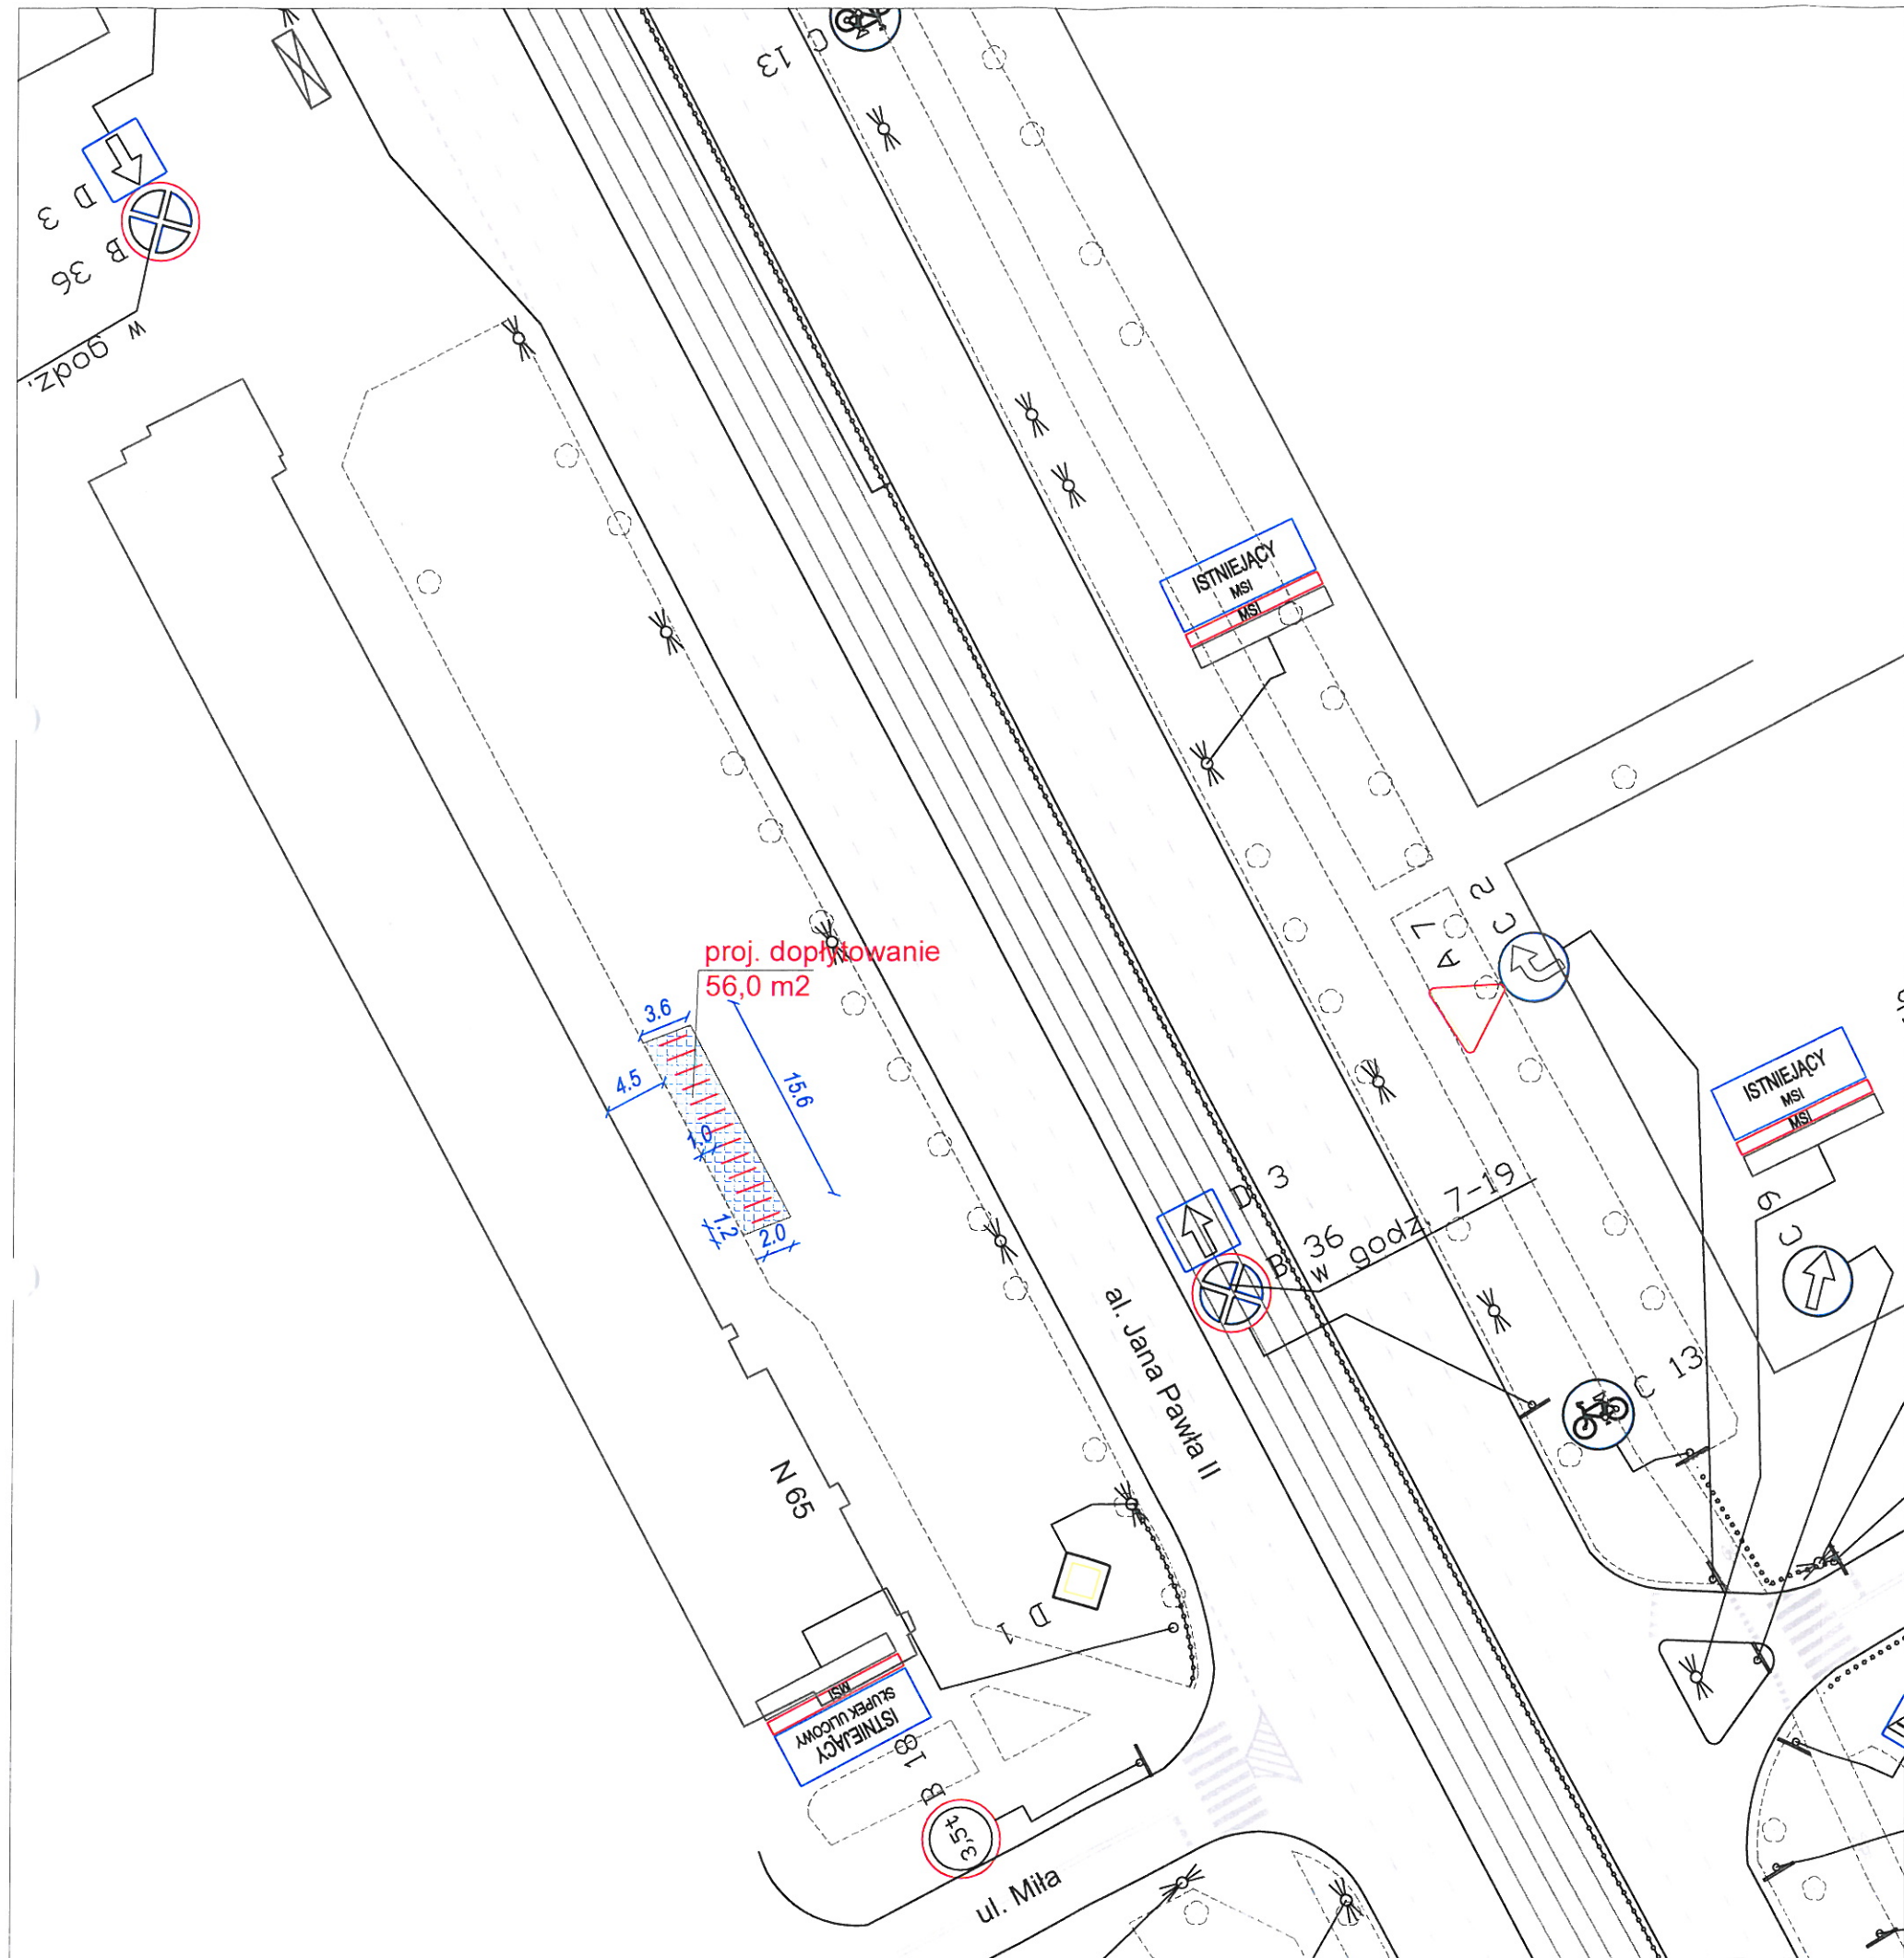 13
C
D 3
B 36
w godz.
ISTNIEJĄCY
MSI
MSI
proj. dopłytowanie
56,0 m2
3.6
4.5
15.6
1.0
1.2
2.0
A 7
C 2
ISTNIEJĄCY
MSI
MSI
C 9
D 3
B 36
w godz. 7-19
C 13
al. Jana Pawła II
N 65
D 1
MSI
SŁUPEK ULICOWY
ISTNIEJĄCY
B 18
3,5t
ul. Miła